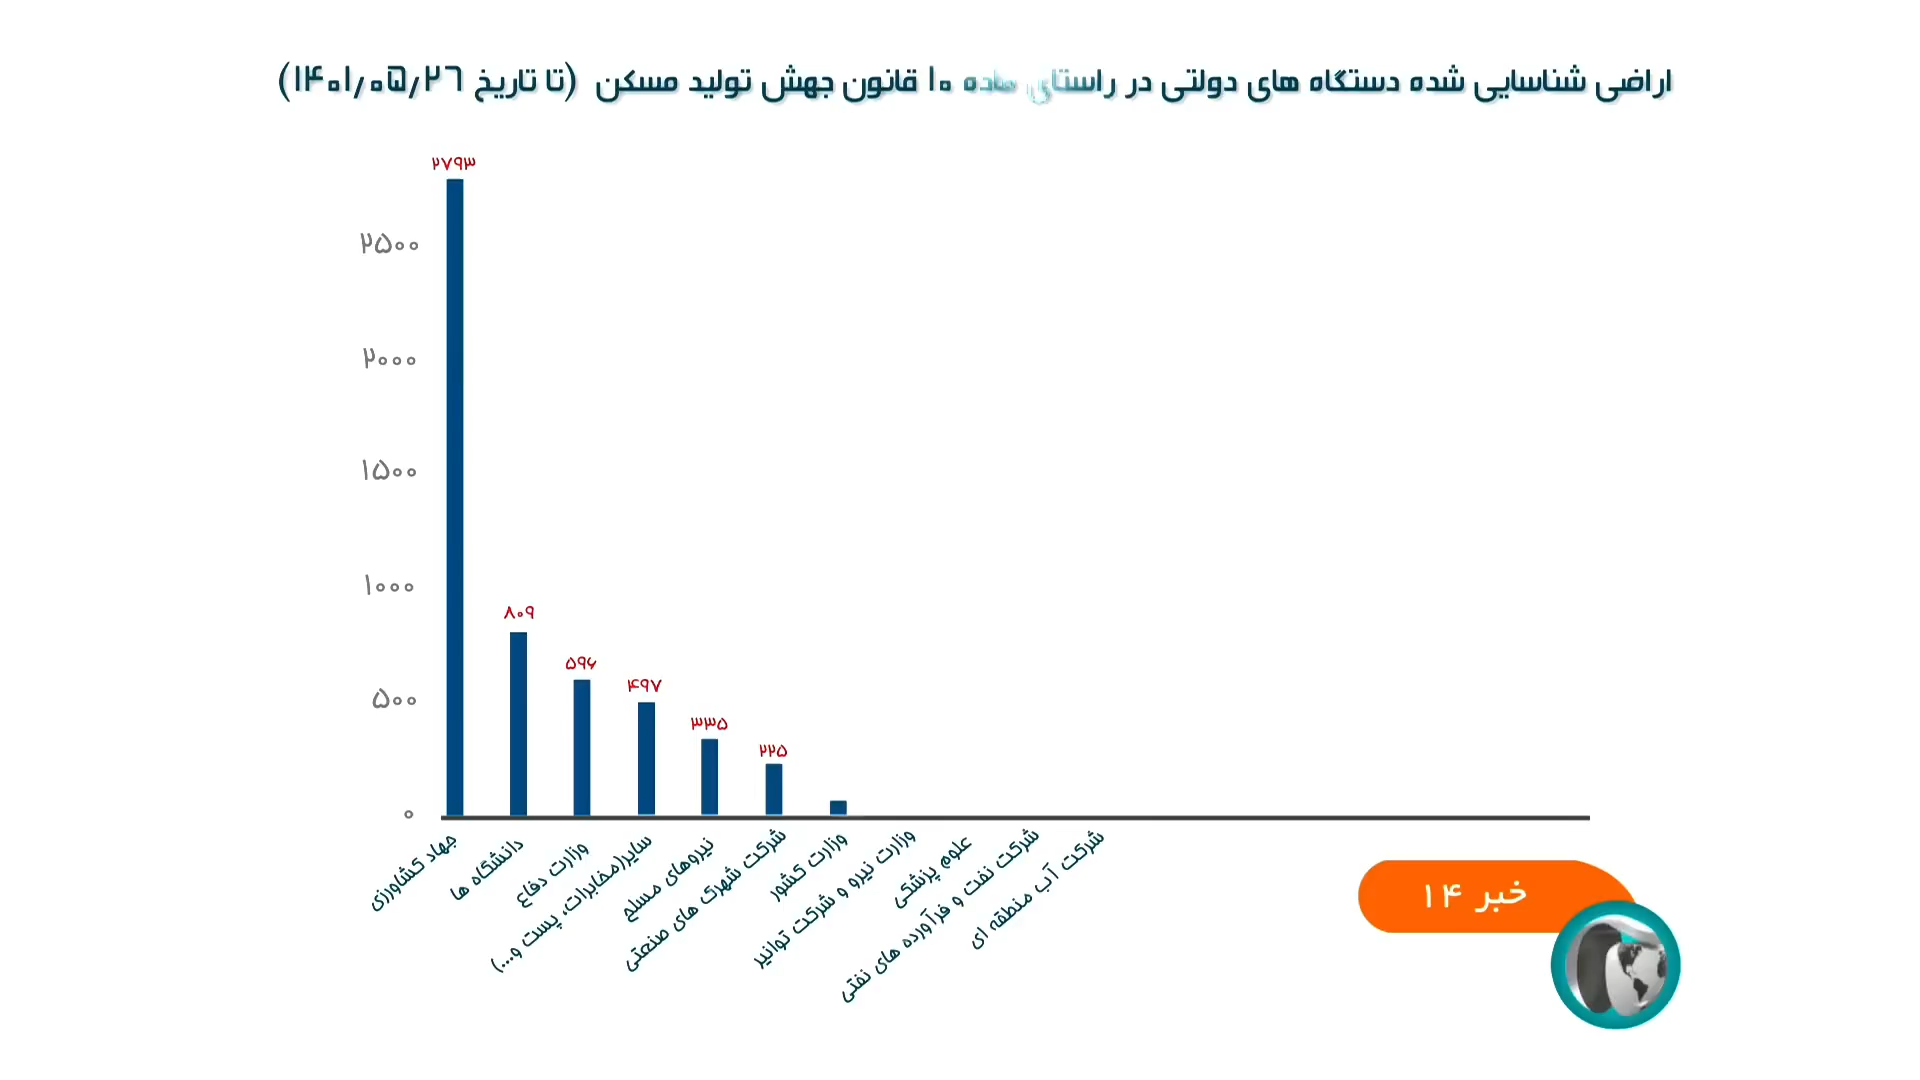 اراضی شناسایی شده دستگاه های دولتی در راستای ماده ۱۰ قانون جهش تولید مسکن (تا تاریخ ۱۴۰۱/۰۵/۲۶)
۲۷۹۳
۲۵۰۰
۲۰۰۰
۱۵۰۰
۱۰۰۰
۸۰۹
۵۹۶
۴۹۷
۵۰۰
۳۳۵
۲۲۵
۰
جهاد کشاورزی
دانشگاه ها
وزارت دفاع
سایر(مخابرات، پست و...)
نیروهای مسلح
شرکت شهرک های صنعتی
وزارت کشور
وزارت نیرو و شرکت توانیر
علوم پزشکی
شرکت نفت و فرآورده های نفتی
شرکت آب منطقه ای
خبر ۱۴